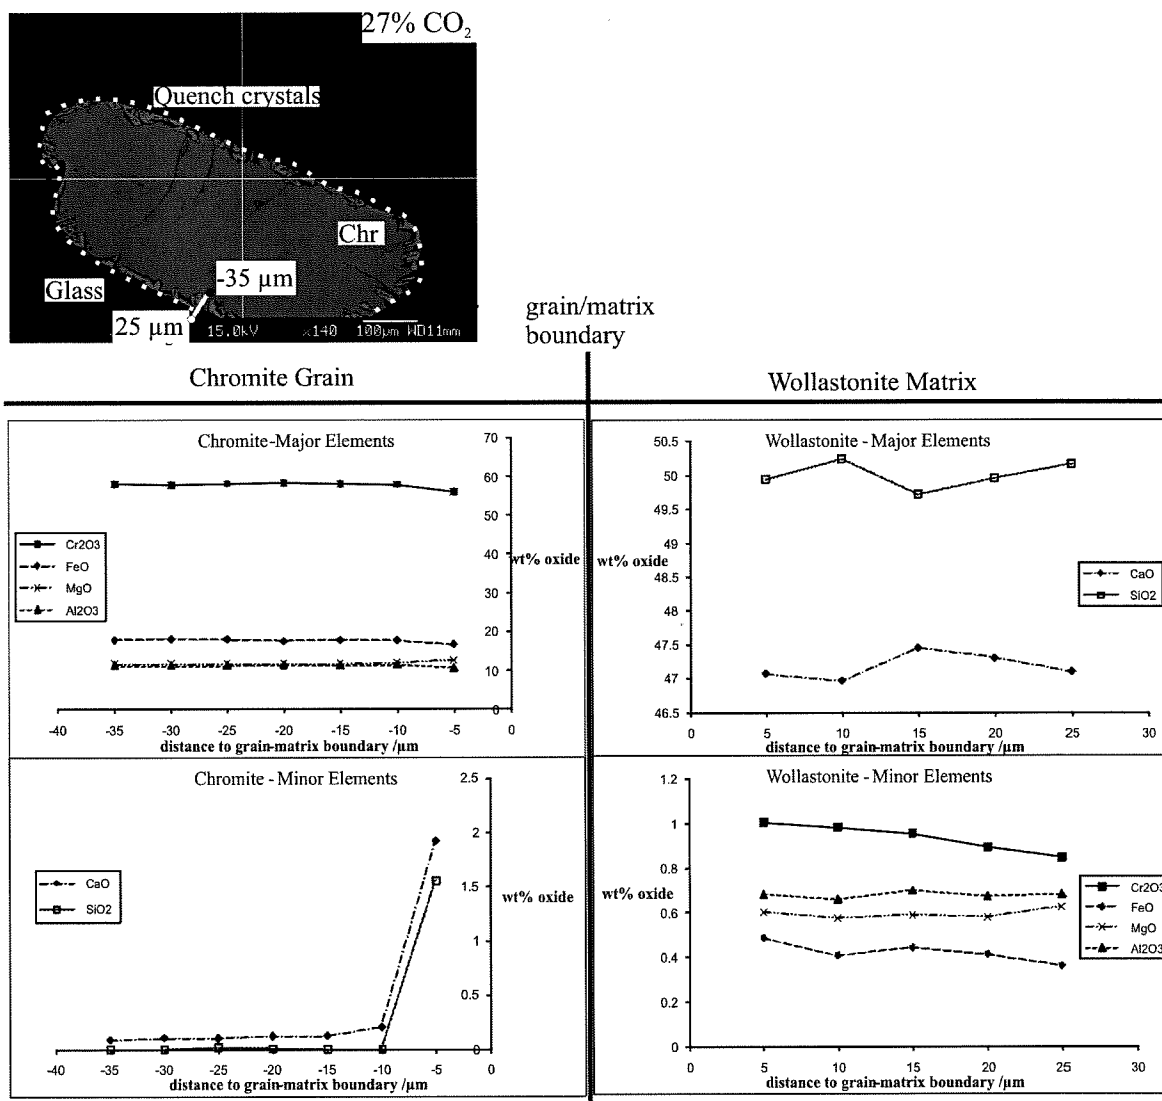 27% CO2
Quench crystals
Chr
-35 µm
Glass
25 µm
15.0kV ×140 100µm WD11mm
grain/matrix
boundary
Chromite Grain
Wollastonite Matrix
Chromite-Major Elements
70
60
50
40
30
20
10
0
wt% oxide
Cr2O3
FeO
MgO
Al2O3
-40 -35 -30 -25 -20 -15 -10 -5 0
distance to grain-matrix boundary /µm
Wollastonite - Major Elements
50.5
50
49.5
49
48.5
48
47.5
47
46.5
wt% oxide
CaO
SiO2
0 5 10 15 20 25 30
distance to grain-matrix boundary /µm
Chromite - Minor Elements
2.5
2
1.5
1
0.5
0
wt% oxide
CaO
SiO2
-40 -35 -30 -25 -20 -15 -10 -5 0
distance to grain-matrix boundary /µm
Wollastonite - Minor Elements
1.2
1
0.8
0.6
0.4
0.2
0
wt% oxide
Cr2O3
FeO
MgO
Al2O3
0 5 10 15 20 25 30
distance to grain-matrix boundary /µm